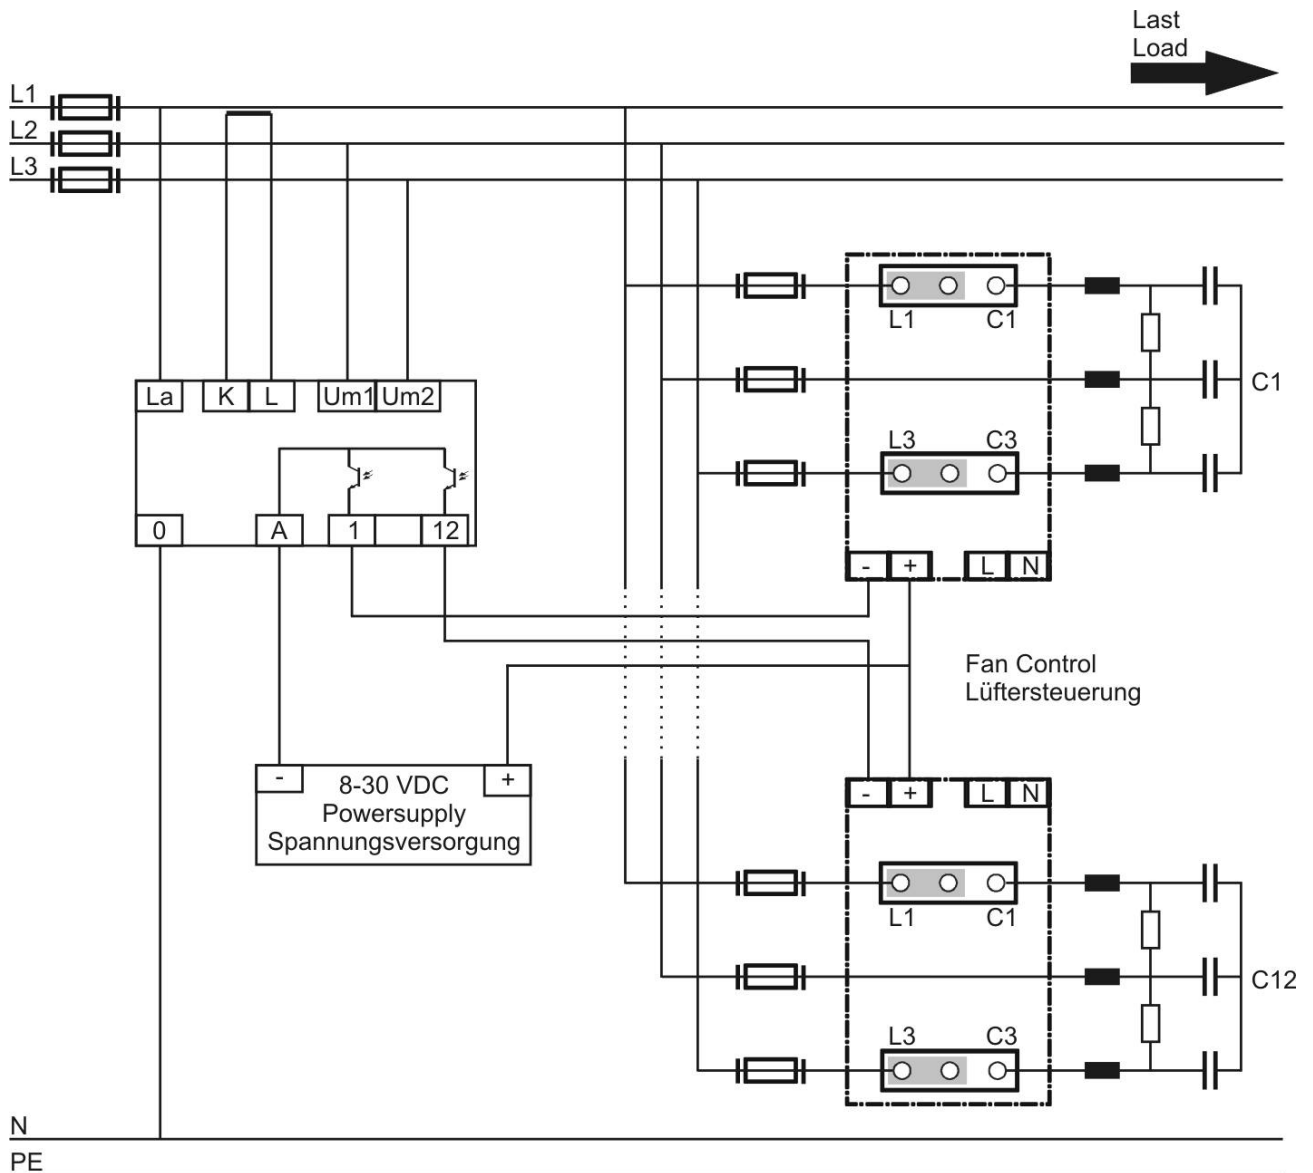 Last
Load
L1
L2
L3
L1 C1
La K L Um1 Um2
C1
L3 C3
0 A 1 12
- + L N
Fan Control
Lüftersteuerung
- 8-30 VDC +
Powersupply
Spannungsversorgung
- + L N
L1 C1
C12
L3 C3
N
PE